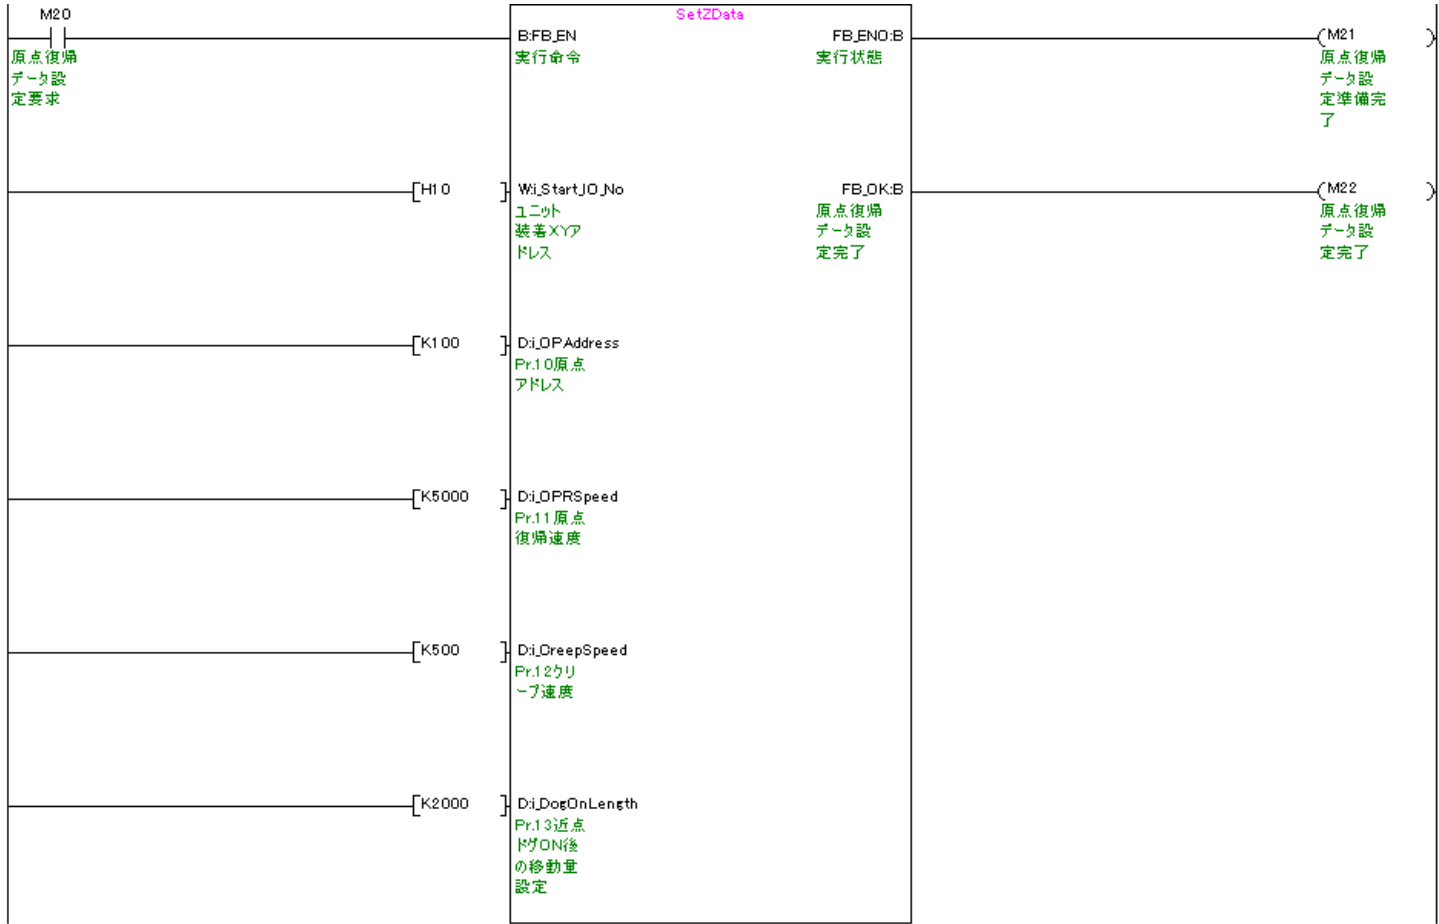 M20
SetZData
B:FB_EN
FB_ENO:B
M21
原点復帰
データ設
定要求
実行命令
実行状態
原点復帰
データ設
定準備完
了
H10
W:i_Start_IO_No
FB_OK:B
M22
ユニット
装着XYア
ドレス
原点復帰
データ設
定完了
原点復帰
データ設
定完了
K100
D:i_OPAddress
Pr.10原点
アドレス
K5000
D:i_OPRSpeed
Pr.11原点
復帰速度
K500
D:i_CreepSpeed
Pr.12クリ
ープ速度
K2000
D:i_DogOnLength
Pr.13近点
ドグON後
の移動量
設定